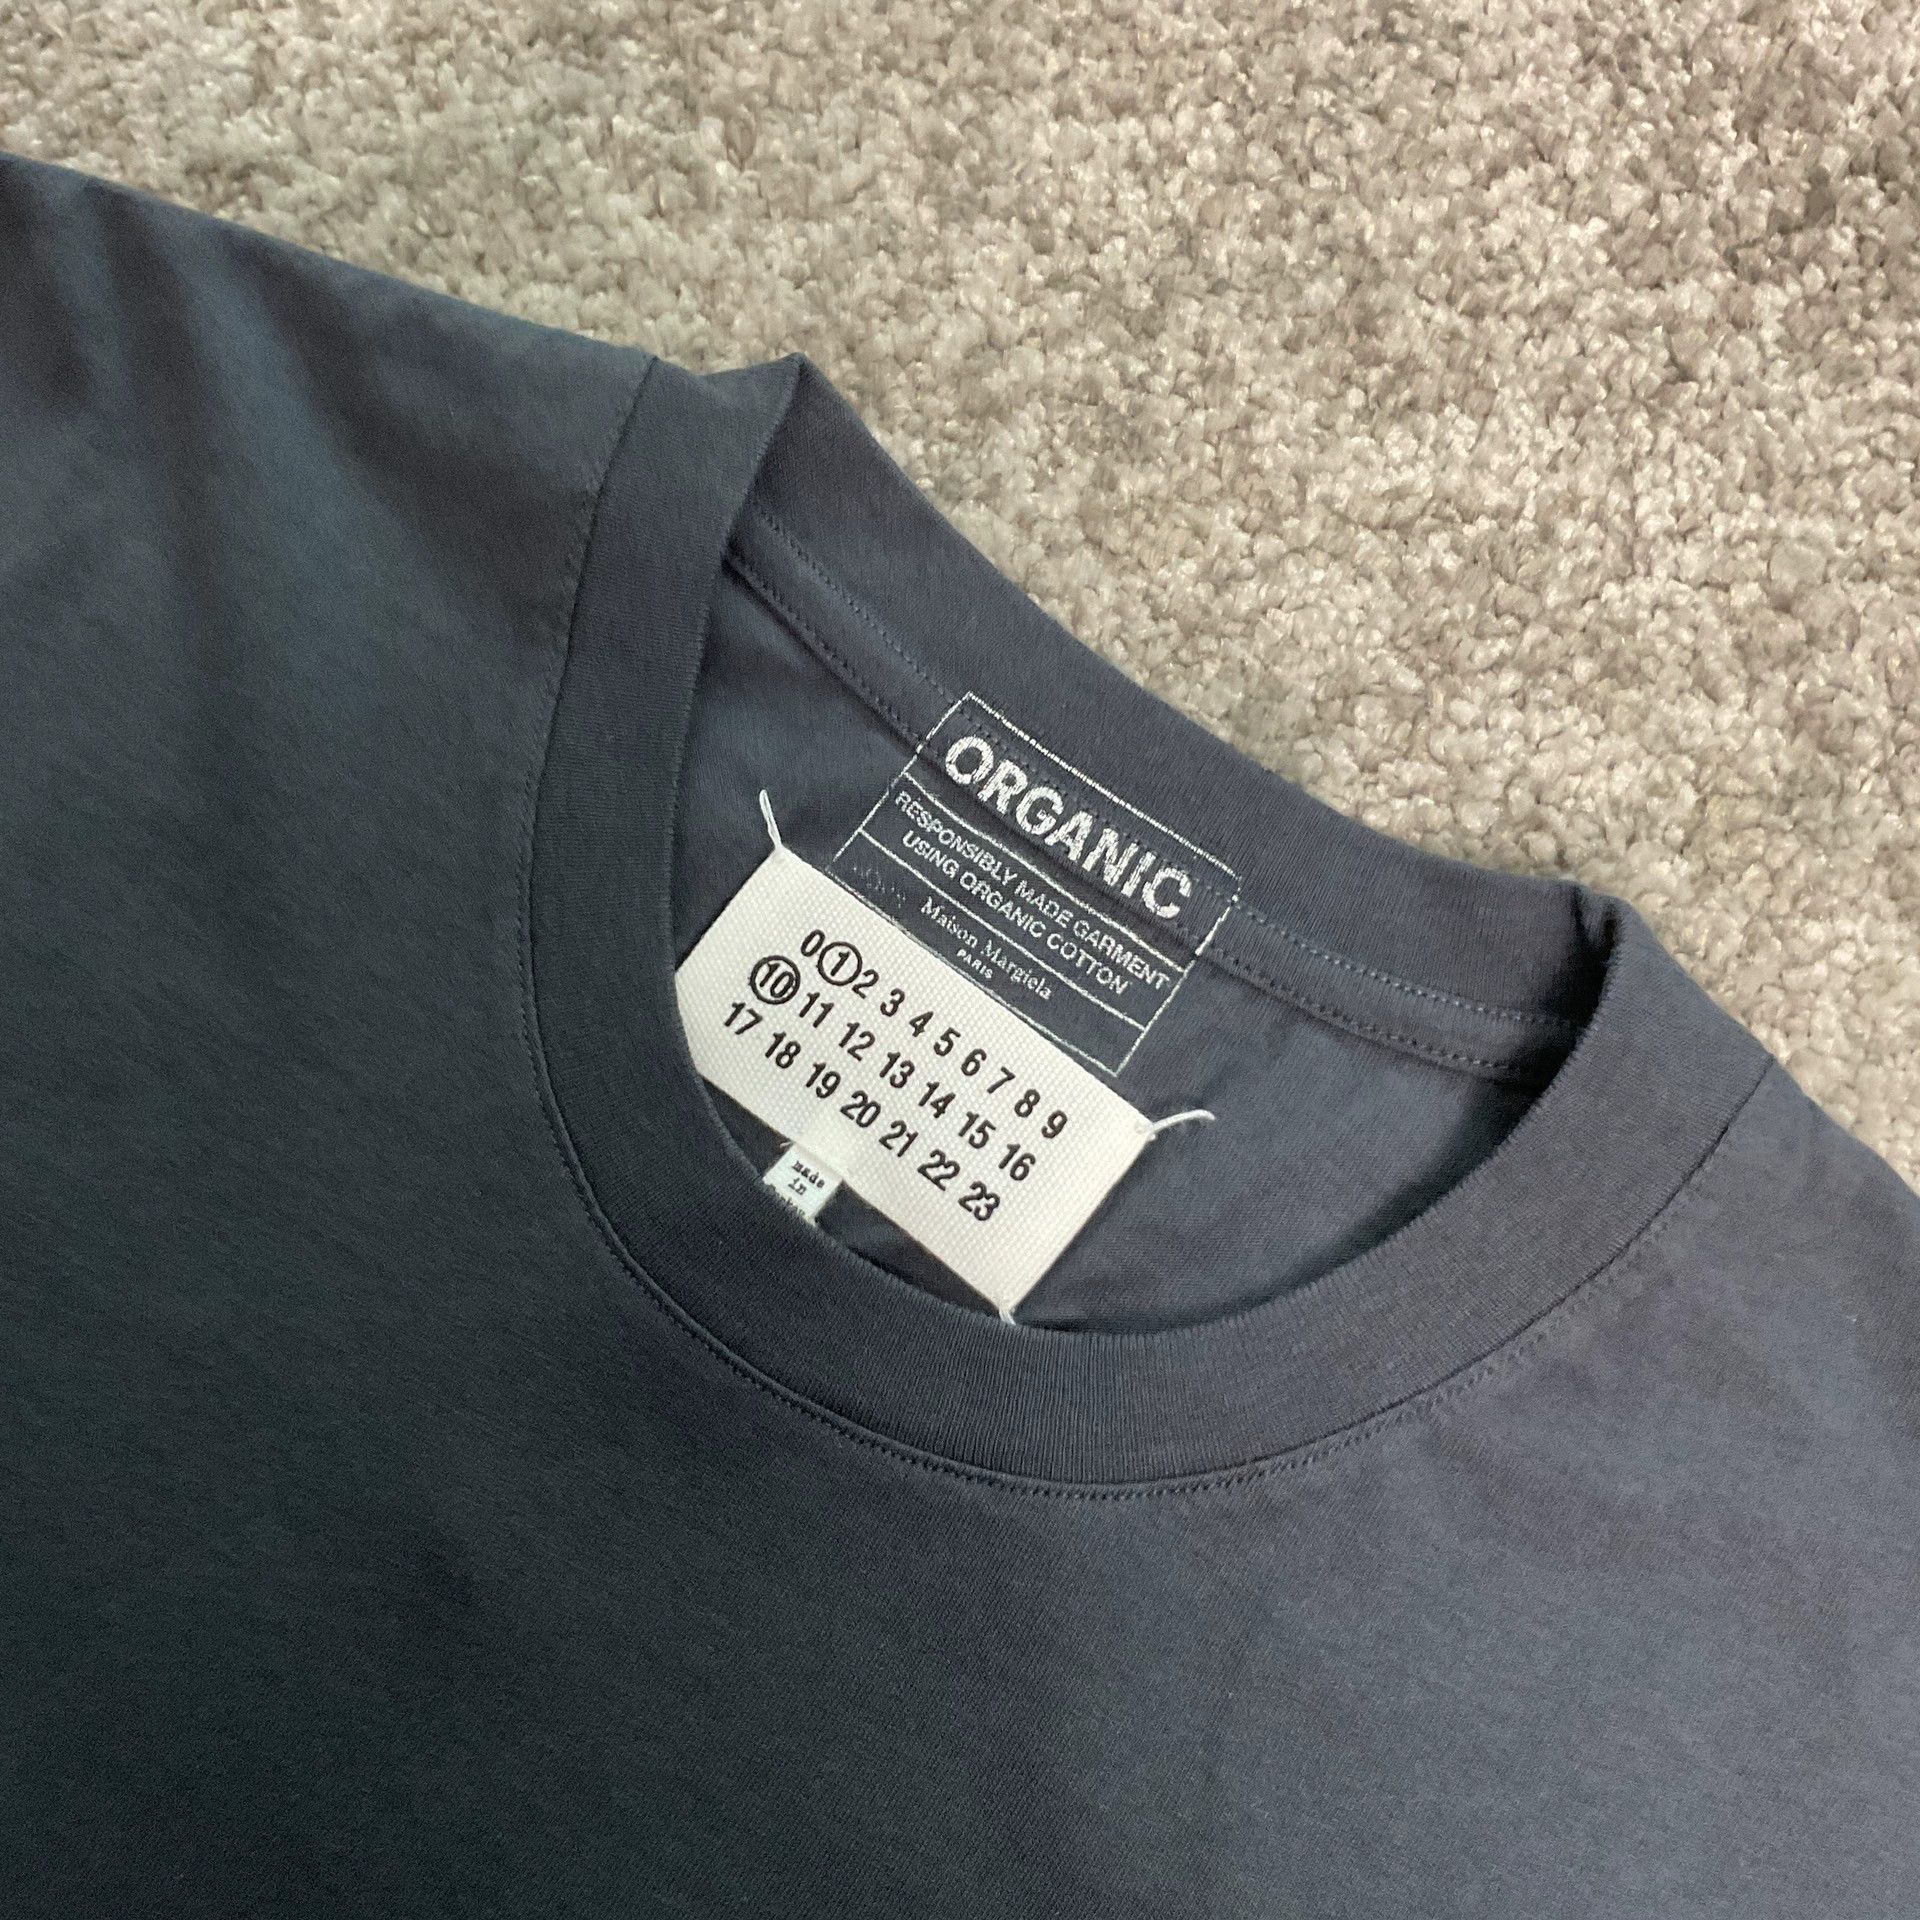 ORGANIC
RESPONSIBLY MADE GARMENT
USING ORGANIC COTTON
Maison Margiela
PARIS
0 1 2 3 4 5 6 7 8 9
10 11 12 13 14 15 16
17 18 19 20 21 22 23
made
in